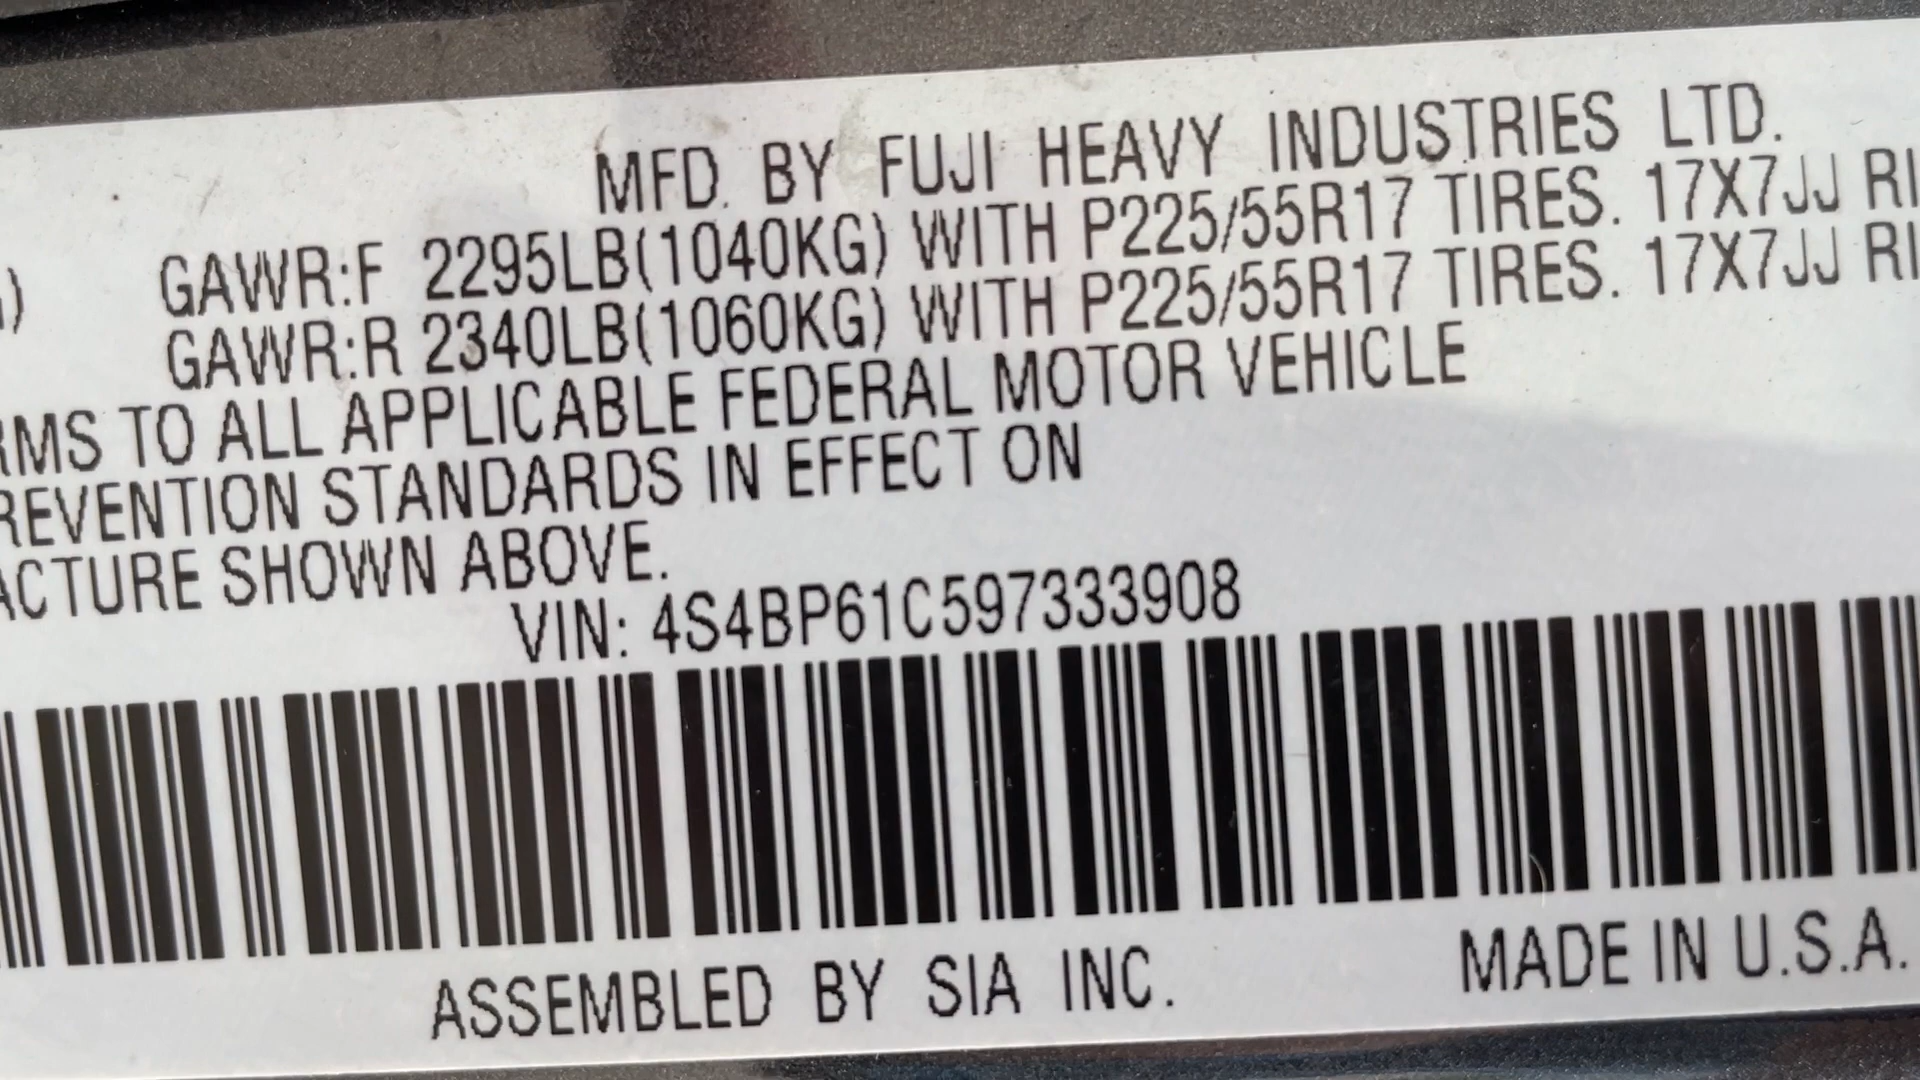 MFD. BY FUJI HEAVY INDUSTRIES LTD.
) GAWR:F 2295LB(1040KG) WITH P225/55R17 TIRES. 17X7JJ RI
GAWR:R 2340LB(1060KG) WITH P225/55R17 TIRES. 17X7JJ RI
RMS TO ALL APPLICABLE FEDERAL MOTOR VEHICLE
REVENTION STANDARDS IN EFFECT ON
ACTURE SHOWN ABOVE.
VIN: 4S4BP61C597333908
ASSEMBLED BY SIA INC. MADE IN U.S.A.